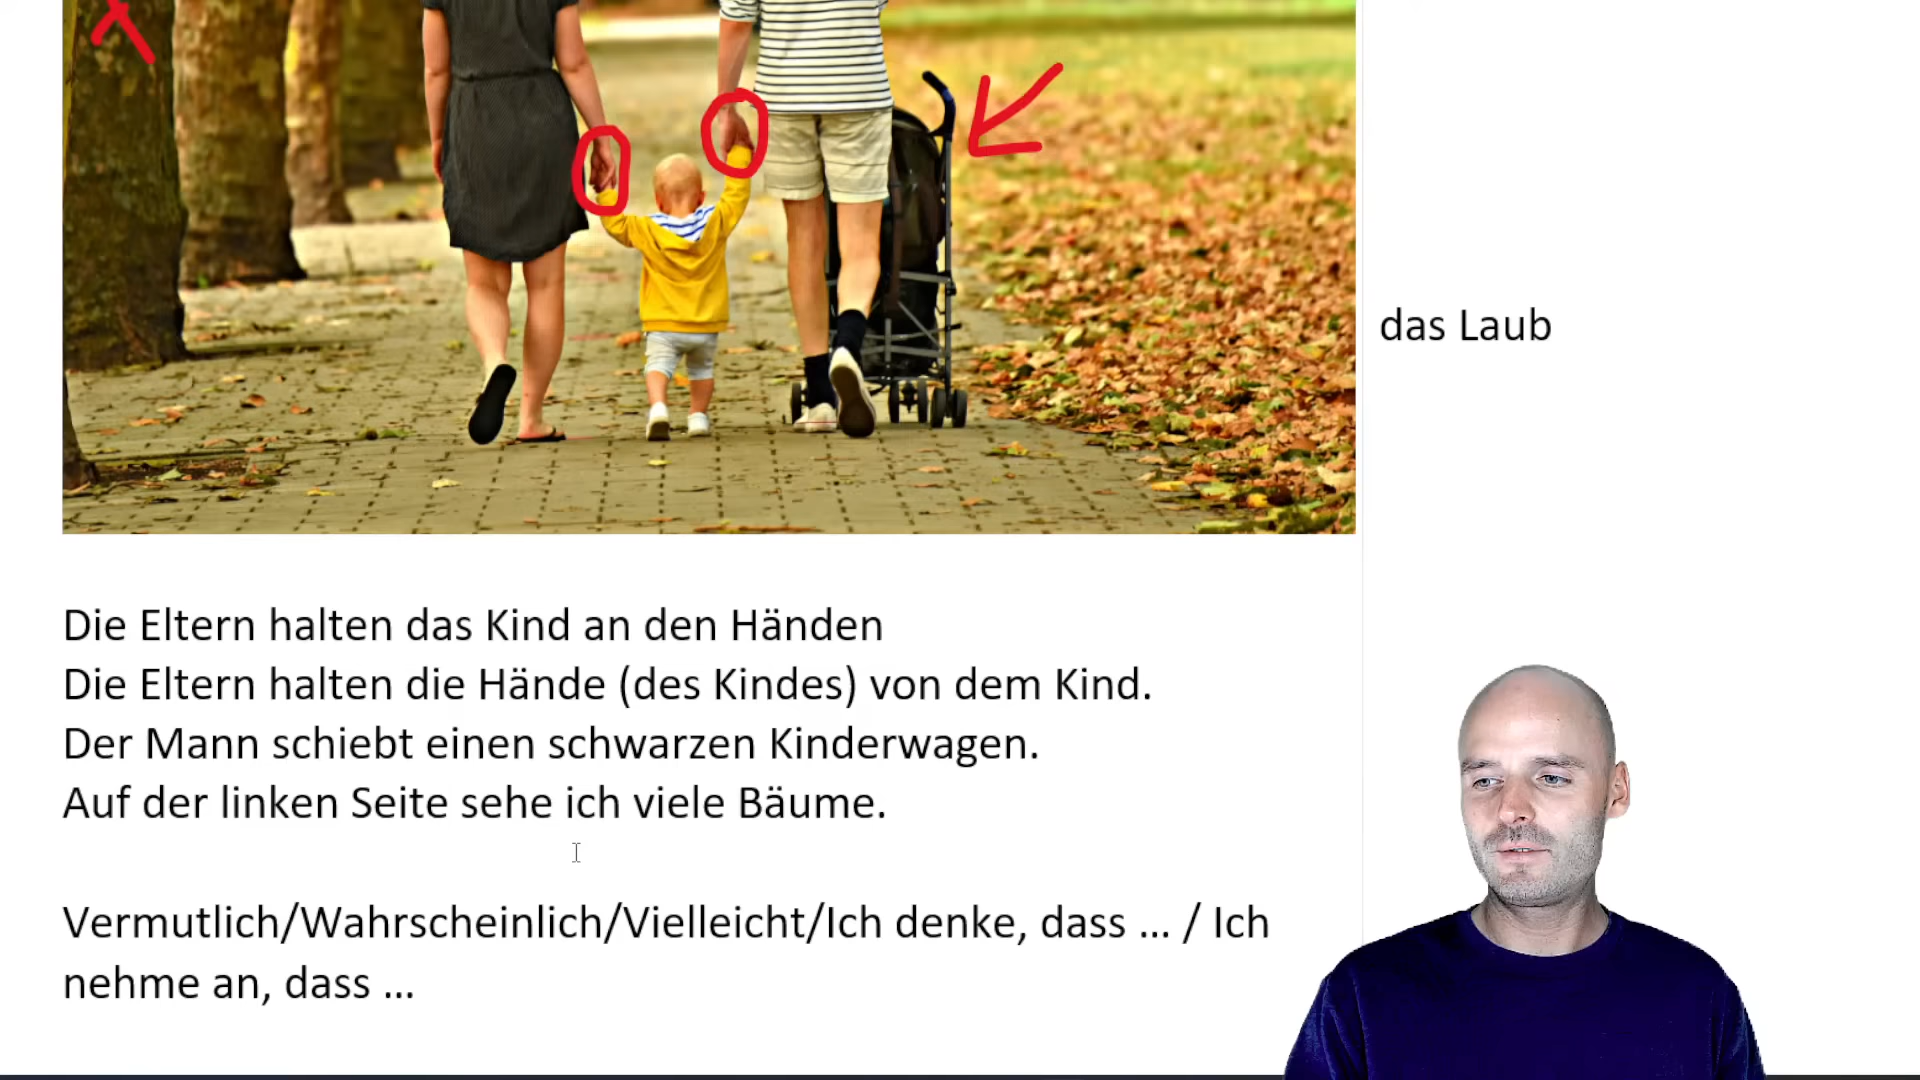 das Laub
Die Eltern halten das Kind an den Händen
Die Eltern halten die Hände (des Kindes) von dem Kind.
Der Mann schiebt einen schwarzen Kinderwagen.
Auf der linken Seite sehe ich viele Bäume.
Vermutlich/Wahrscheinlich/Vielleicht/Ich denke, dass ... / Ich
nehme an, dass ...